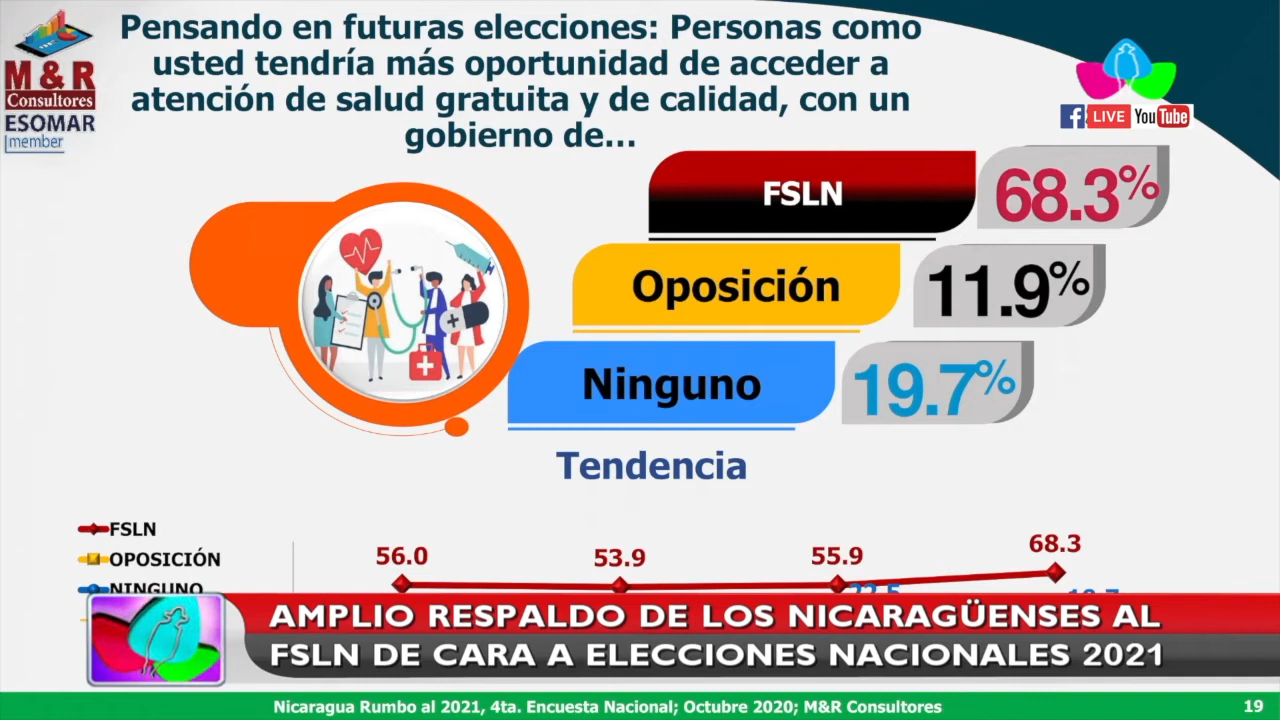 M&R
Consultores
ESOMAR
member
Pensando en futuras elecciones: Personas como
usted tendría más oportunidad de acceder a
atención de salud gratuita y de calidad, con un
gobierno de...
LIVE YouTube
FSLN 68.3%
Oposición 11.9%
Ninguno 19.7%
Tendencia
FSLN
OPOSICIÓN
NINGUNO
56.0 53.9 55.9 68.3
AMPLIO RESPALDO DE LOS NICARAGÜENSES AL
FSLN DE CARA A ELECCIONES NACIONALES 2021
Nicaragua Rumbo al 2021, 4ta. Encuesta Nacional; Octubre 2020; M&R Consultores 19